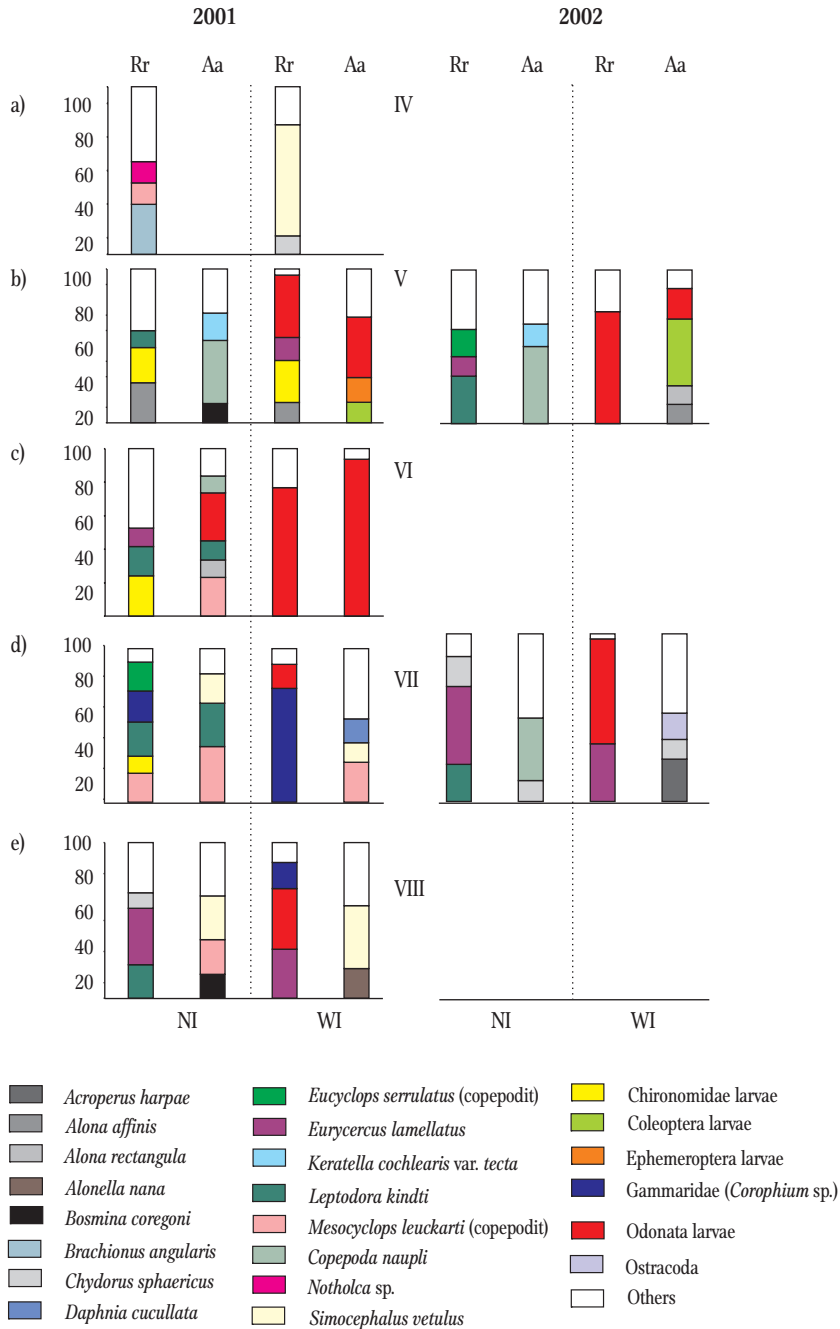 2001 2002
Rr Aa Rr Aa Rr Aa Rr Aa
a) 100 IV
80
60
40
20
b) 100 V
80
60
40
20
c) 100 VI
80
60
40
20
d) 100 VII
80
60
40
20
e) 100 VIII
80
60
40
20
NI WI NI WI
Acroperus harpae
Alona affinis
Alona rectangula
Alonella nana
Bosmina coregoni
Brachionus angularis
Chydorus sphaericus
Daphnia cucullata
Eucyclops serrulatus (copepodit)
Eurycercus lamellatus
Keratella cochlearis var. tecta
Leptodora kindti
Mesocyclops leuckarti (copepodit)
Copepoda naupli
Notholca sp.
Simocephalus vetulus
Chironomidae larvae
Coleoptera larvae
Ephemeroptera larvae
Gammaridae (Corophium sp.)
Odonata larvae
Ostracoda
Others